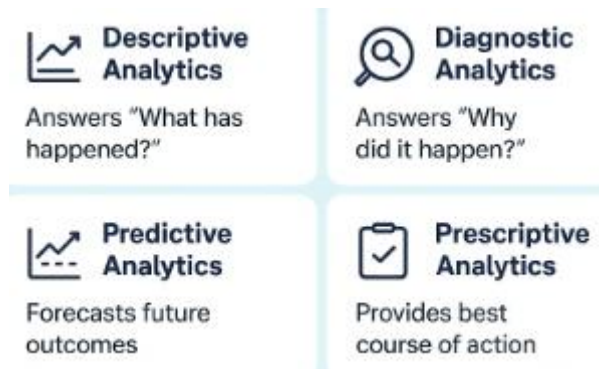 Descriptive
Analytics
Answers "What has
happened?"
Diagnostic
Analytics
Answers "Why
did it happen?"
Predictive
Analytics
Forecasts future
outcomes
Prescriptive
Analytics
Provides best
course of action